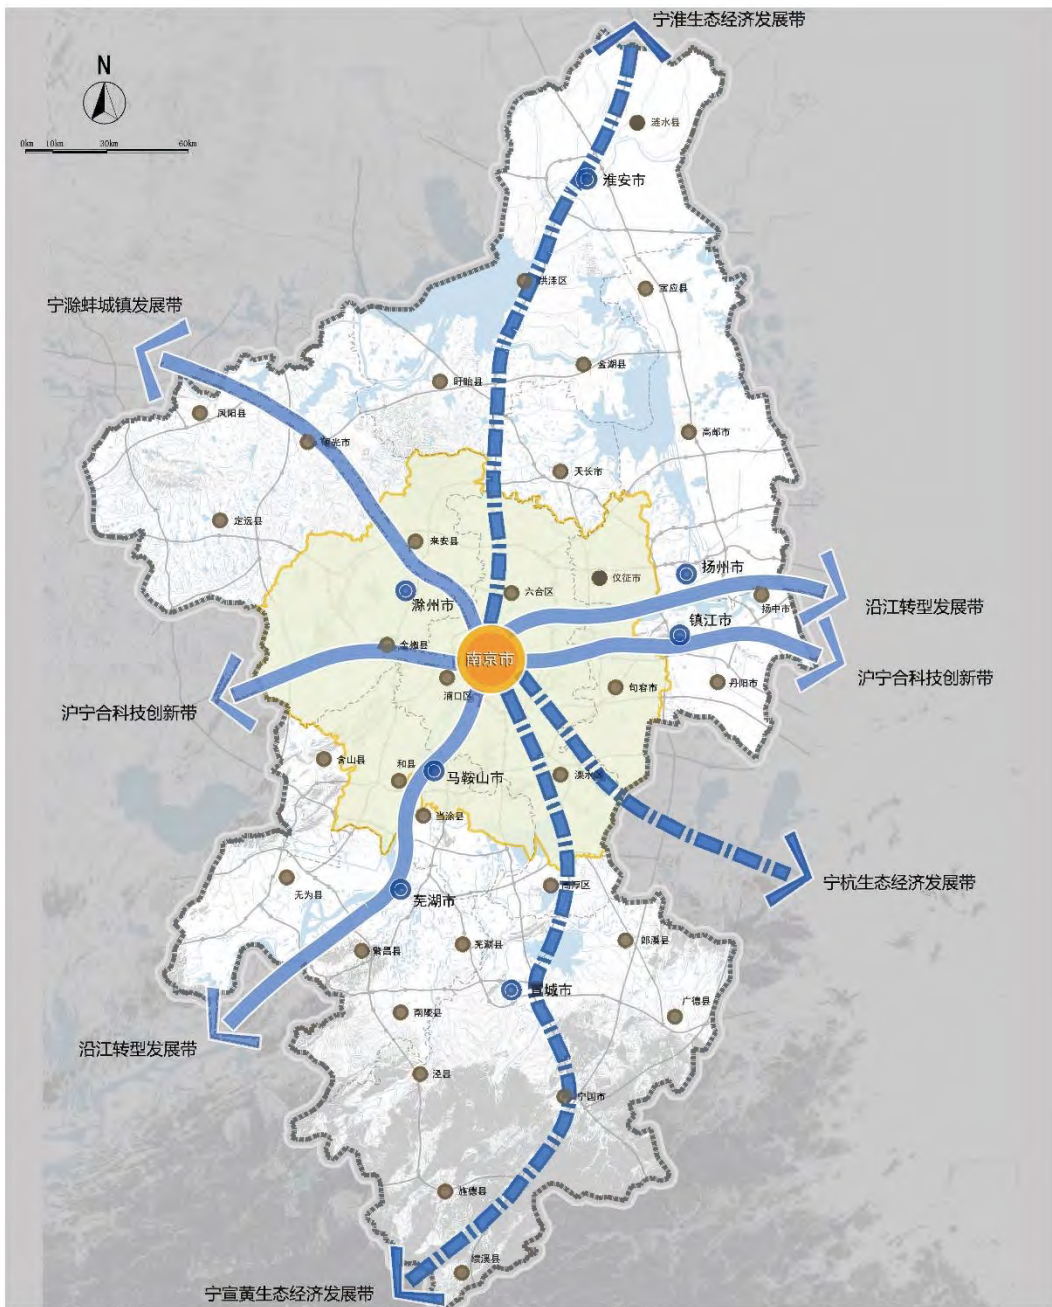 宁淮生态经济发展带
N
0km 10km 30km 60km
涟水县
淮安市
洪泽区
宝应县
宁滁蚌城镇发展带
金湖县
盱眙县
凤阳县
高邮市
明光市
天长市
定远县
来安县
扬州市
仪征市
六合区
滁州市
扬中市
沿江转型发展带
镇江市
全椒县
南京市
沪宁合科技创新带
丹阳市
句容市
浦口区
沪宁合科技创新带
含山县
和县
马鞍山市
溧水区
当涂县
宁杭生态经济发展带
高淳区
无为县
芜湖市
郎溪县
芜湖县
繁昌县
宣城市
广德县
南陵县
沿江转型发展带
泾县
宁国市
旌德县
绩溪县
宁宣黄生态经济发展带